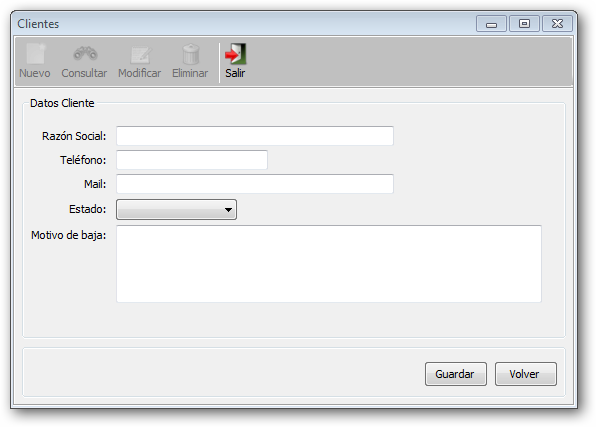 Clientes
Nuevo Consultar Modificar Eliminar Salir
Datos Cliente
Razón Social:
Teléfono:
Mail:
Estado:
Motivo de baja:
Guardar Volver